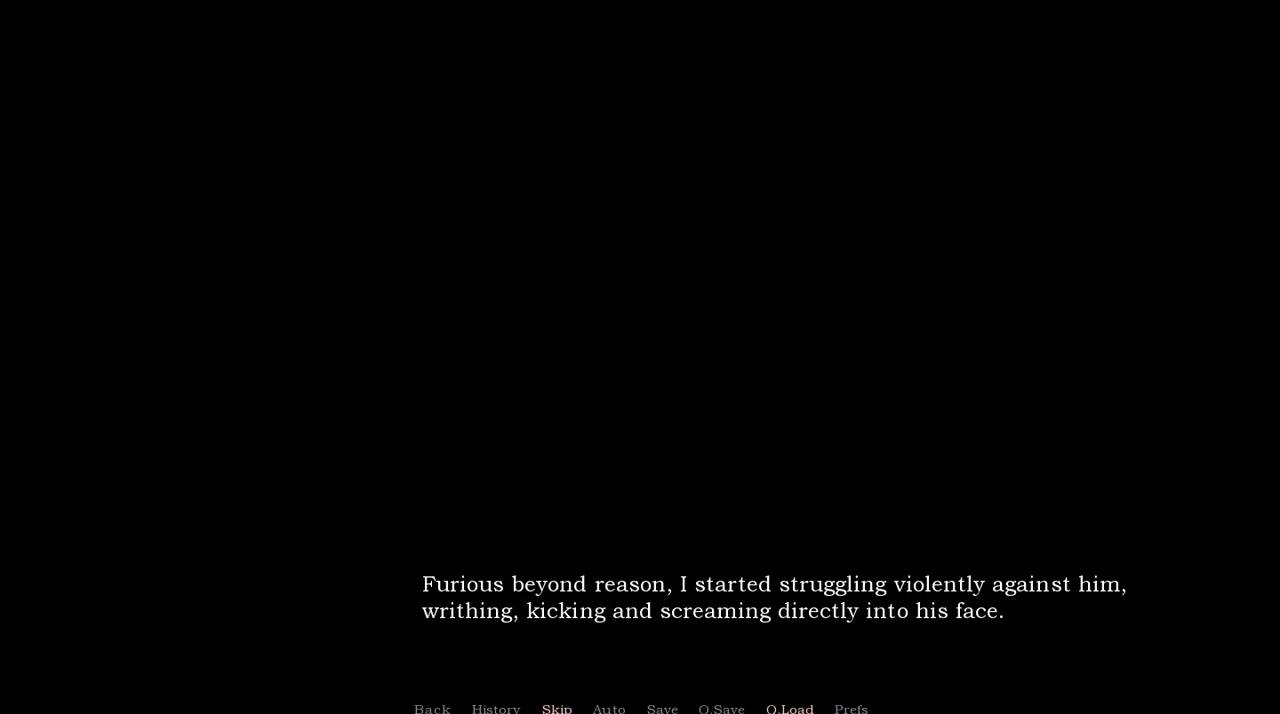 Furious beyond reason, I started struggling violently against him,
writhing, kicking and screaming directly into his face.
Back History Skip Auto Save Q.Save Q.Load Prefs